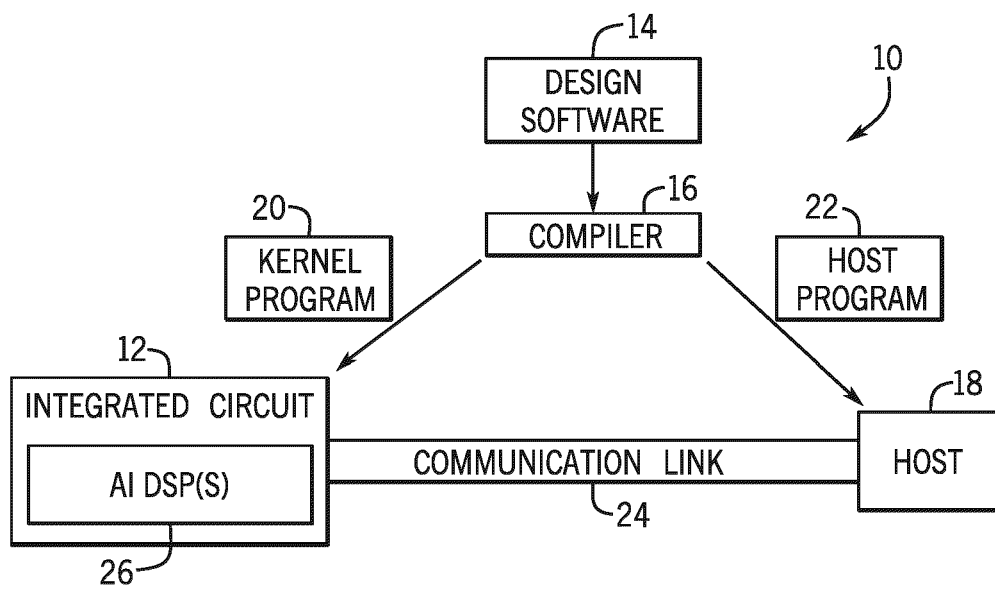 14
DESIGN
SOFTWARE
10
16
COMPILER
20
KERNEL
PROGRAM
22
HOST
PROGRAM
12
INTEGRATED CIRCUIT
AI DSP(S)
26
COMMUNICATION LINK
24
18
HOST